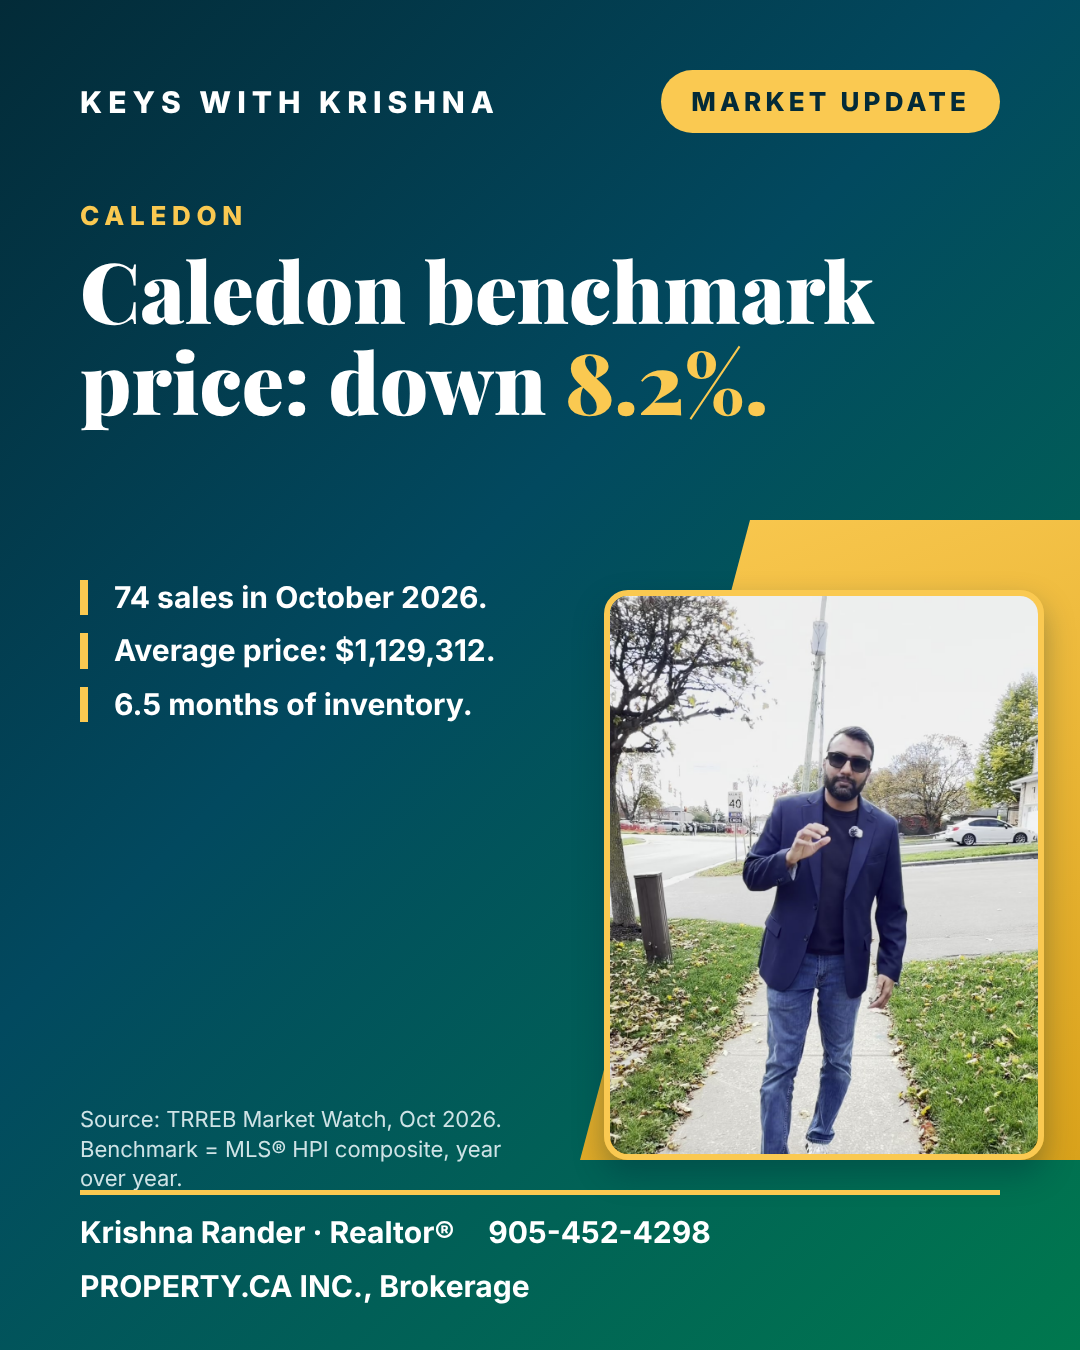 KEYS WITH KRISHNA
MARKET UPDATE
CALEDON
Caledon benchmark
price: down 8.2%.
74 sales in October 2026.
Average price: $1,129,312.
6.5 months of inventory.
40
Source: TRREB Market Watch, Oct 2026.
Benchmark = MLS® HPI composite, year
over year.
Krishna Rander · Realtor® 905-452-4298
PROPERTY.CA INC., Brokerage